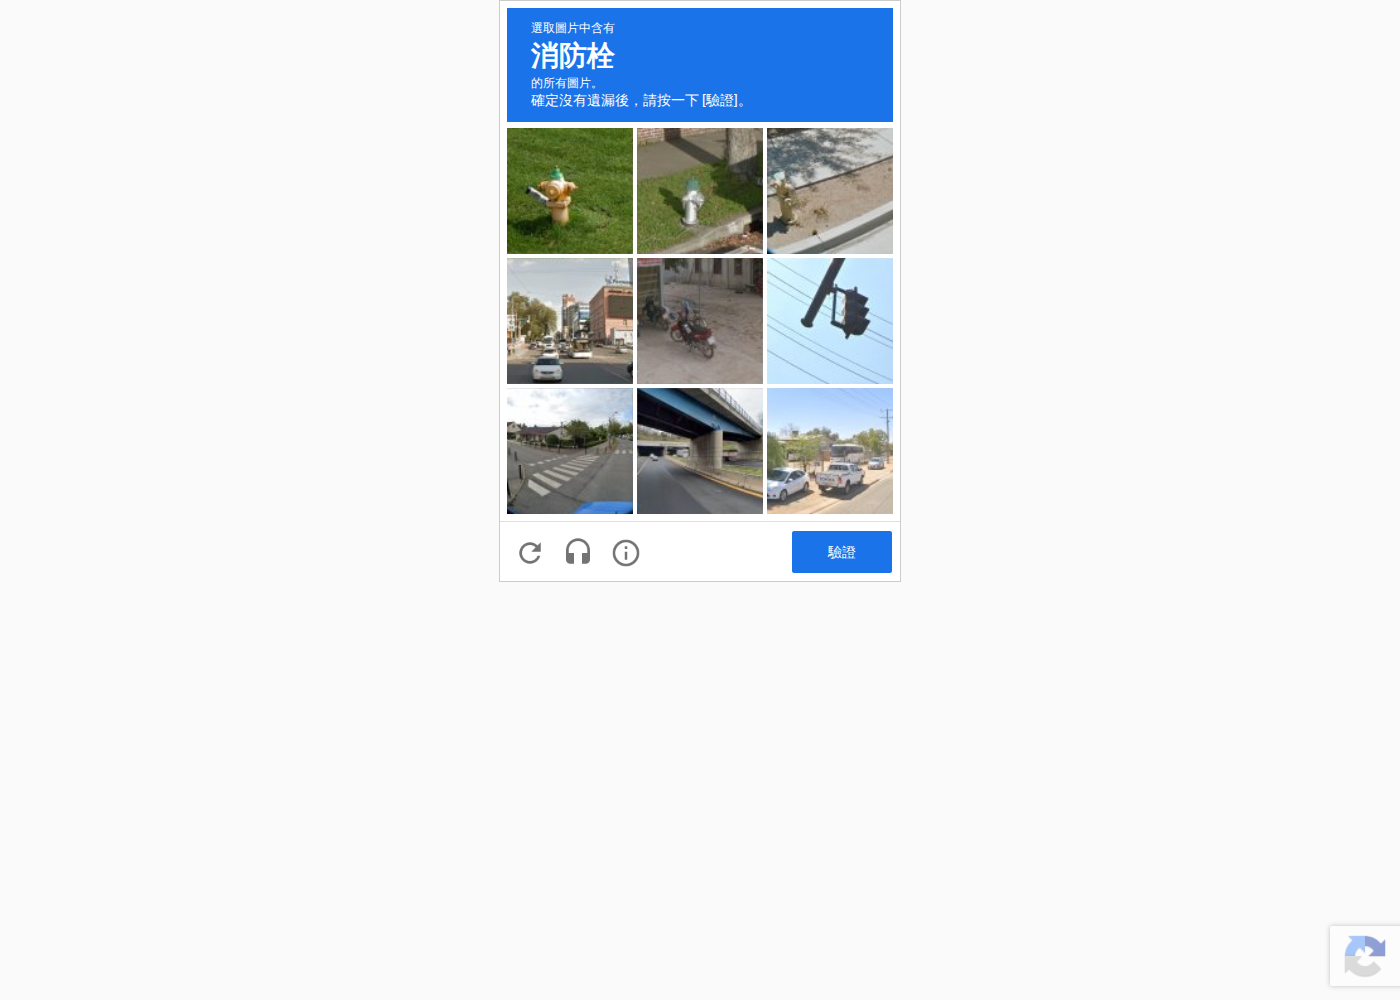 選取圖片中含有
消防栓
的所有圖片。
確定沒有遺漏後，請按一下 [驗證]。
驗證